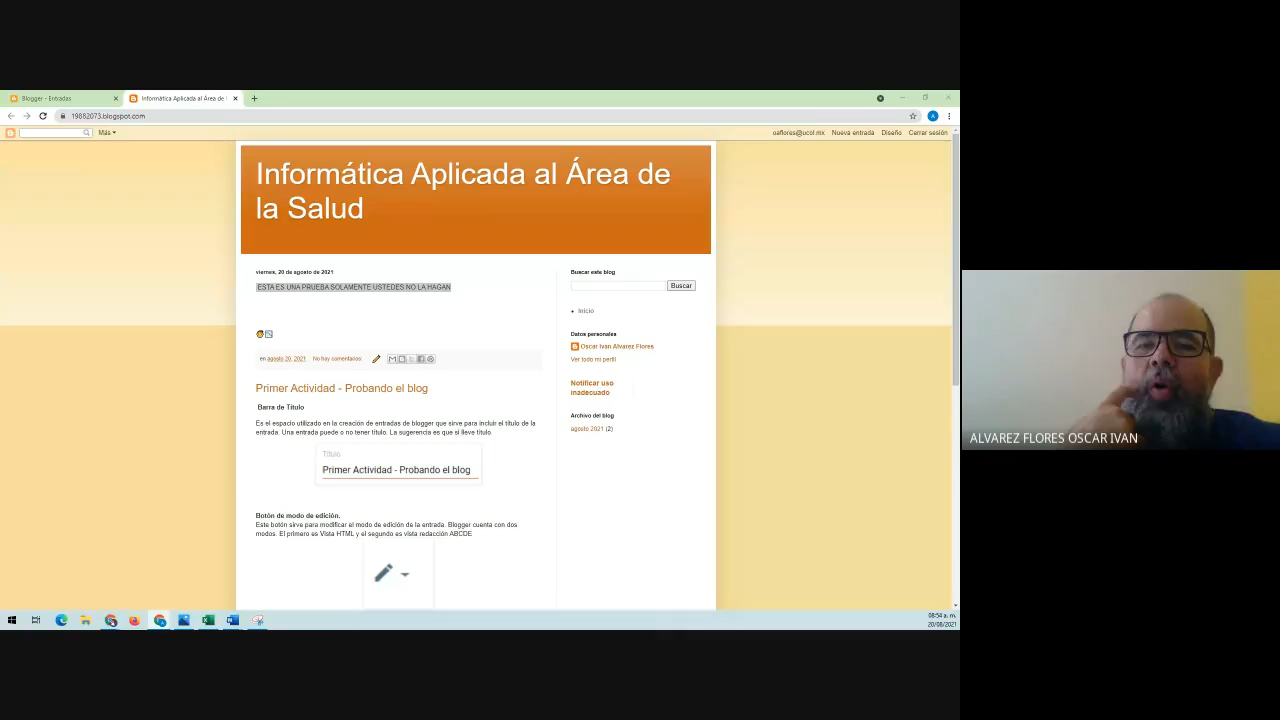 Blogger - Entradas
Informática Aplicada al Área de l
19882073.blogspot.com
Más
oaflores@ucol.mx Nueva entrada Diseño Cerrar sesión
Informática Aplicada al Área de
la Salud
viernes, 20 de agosto de 2021
ESTA ES UNA PRUEBA SOLAMENTE USTEDES NO LA HAGAN
en agosto 20, 2021 No hay comentarios:
Primer Actividad - Probando el blog
Barra de Título
Es el espacio utilizado en la creación de entradas de blogger que sirve para incluir el título de la
entrada. Una entrada puede o no tener título. La sugerencia es que si lleve título.
Título
Primer Actividad - Probando el blog
Botón de modo de edición.
Este botón sirve para modificar el modo de edición de la entrada. Blogger cuenta con dos
modos. El primero es Vista HTML y el segundo es vista redacción ABCDE
Buscar este blog
Buscar
Inicio
Datos personales
Oscar Ivan Alvarez Flores
Ver todo mi perfil
Notificar uso
inadecuado
Archivo del blog
agosto 2021 (2)
08:54 a. m.
20/08/2021
ALVAREZ FLORES OSCAR IVAN